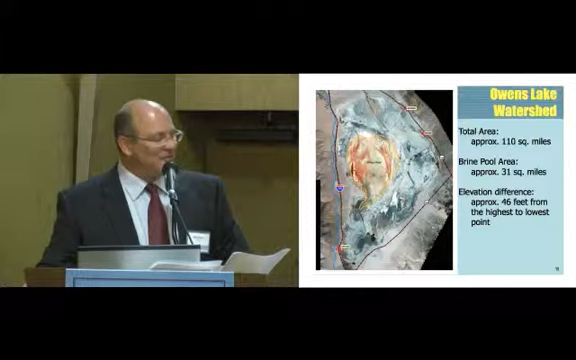 Owens Lake
Watershed
Total Area:
approx. 110 sq. miles
Brine Pool Area:
approx. 31 sq. miles
Elevation difference:
approx. 46 feet from
the highest to lowest
point